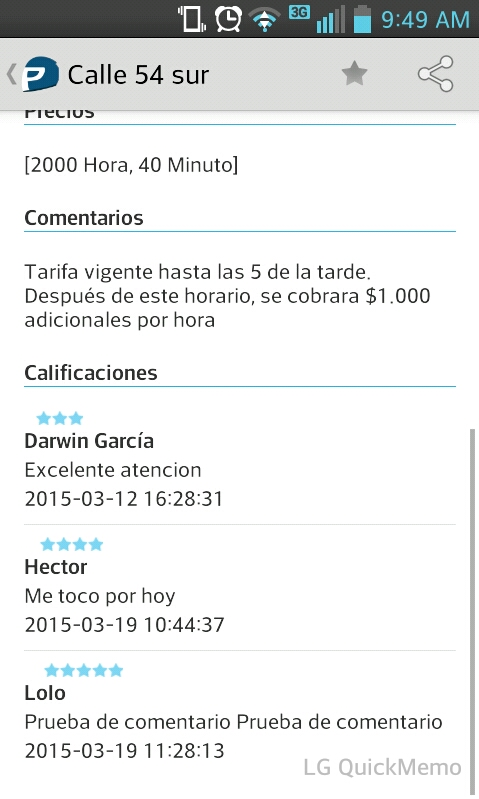 3G 9:49 AM
Calle 54 sur
Precios
[2000 Hora, 40 Minuto]
Comentarios
Tarifa vigente hasta las 5 de la tarde.
Después de este horario, se cobrara $1.000
adicionales por hora
Calificaciones
Darwin García
Excelente atencion
2015-03-12 16:28:31
Hector
Me toco por hoy
2015-03-19 10:44:37
Lolo
Prueba de comentario Prueba de comentario
2015-03-19 11:28:13
LG QuickMemo